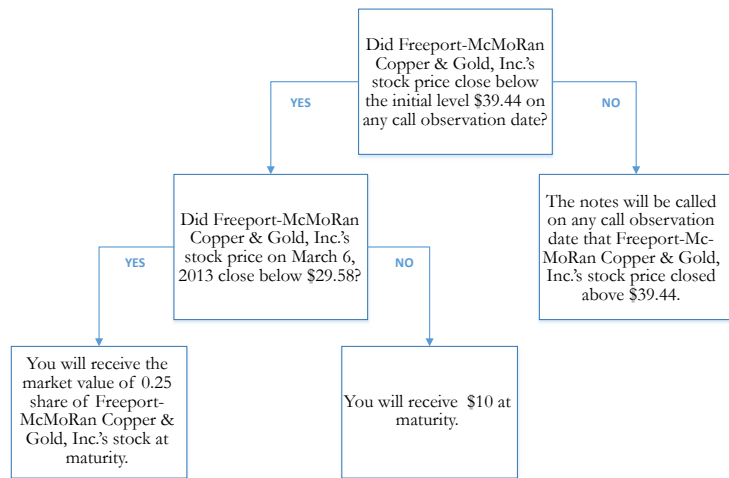 Did Freeport-McMoRan
Copper & Gold, Inc.'s
stock price close below
the initial level $39.44 on
any call observation date?
YES
NO
Did Freeport-McMoRan
Copper & Gold, Inc.'s
stock price on March 6,
2013 close below $29.58?
The notes will be called
on any call observation
date that Freeport-Mc-
MoRan Copper & Gold,
Inc.'s stock price closed
above $39.44.
YES
NO
You will receive the
market value of 0.25
share of Freeport-
McMoRan Copper &
Gold, Inc.'s stock at
maturity.
You will receive $10 at
maturity.